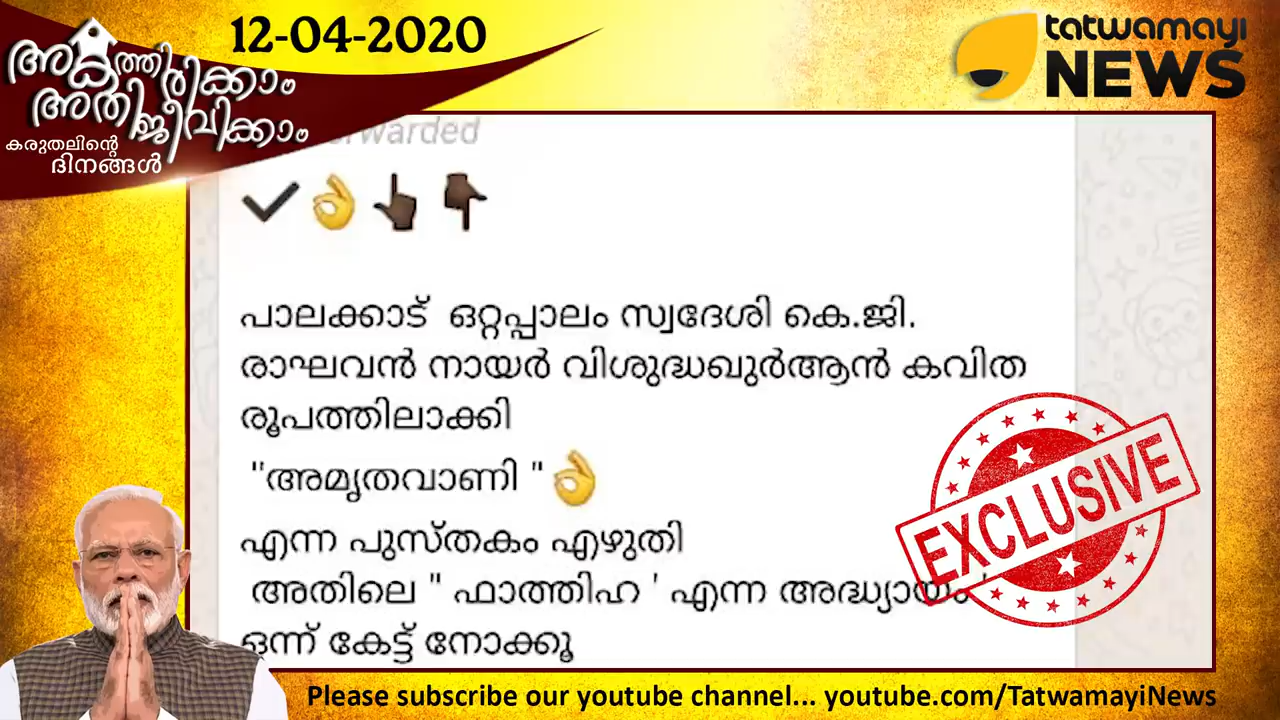 12-04-2020
tatwamayi
NEWS
അകത്തിരിക്കാം
അതിജീവിക്കാം
കരുതലിന്റെ
ദിനങ്ങൾ
പാലക്കാട് ഒറ്റപ്പാലം സ്വദേശി കെ.ജി.
രാഘവൻ നായർ വിശുദ്ധഖുർആൻ കവിത
രൂപത്തിലാക്കി
"അമൃതവാണി "
എന്ന പുസ്തകം എഴുതി
അതിലെ " ഫാത്തിഹ ' എന്ന അദ്ധ്യായം
ഒന്ന് കേട്ട് നോക്കൂ
EXCLUSIVE
Please subscribe our youtube channel... youtube.com/TatwamayiNews